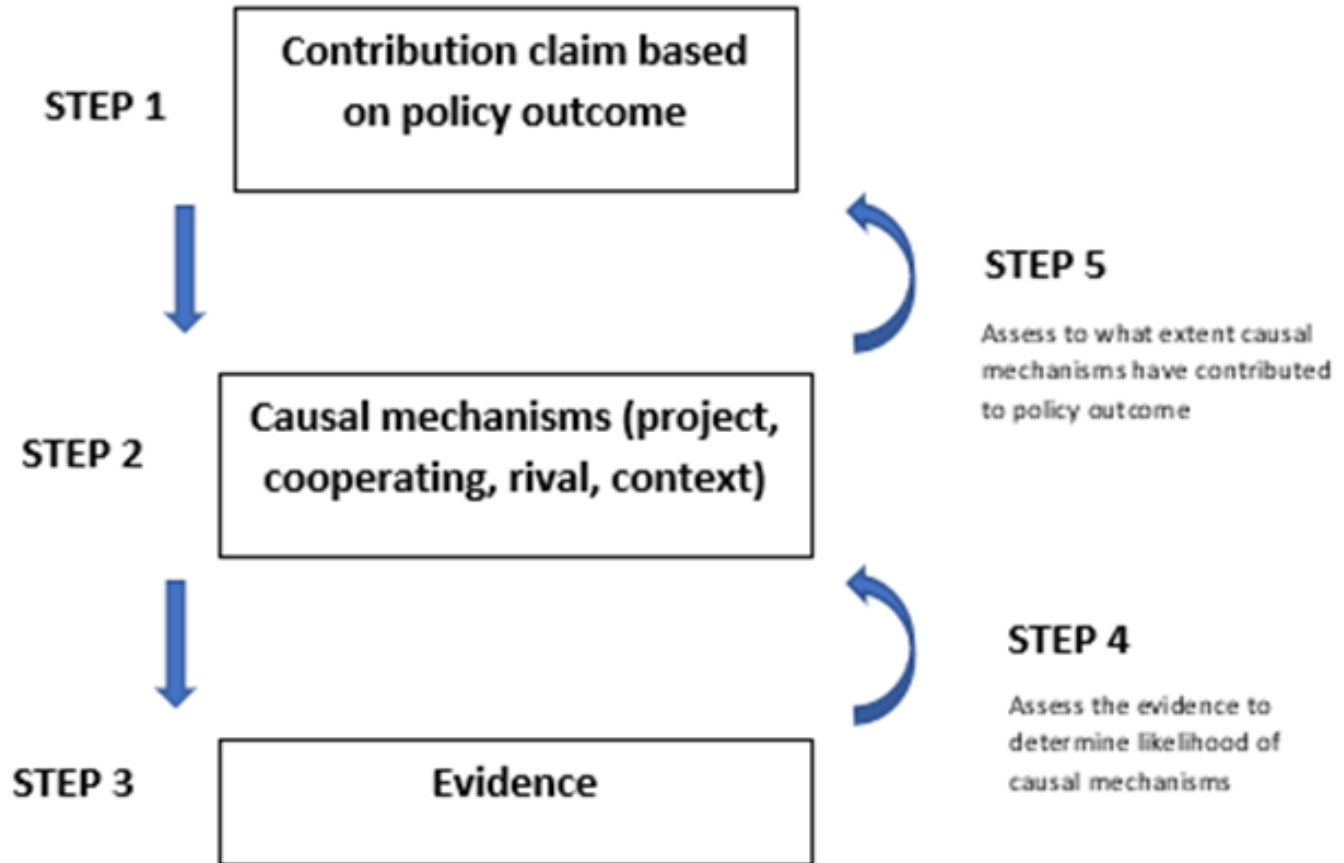 STEP 1
Contribution claim based
on policy outcome
STEP 2
Causal mechanisms (project,
cooperating, rival, context)
STEP 3
Evidence
STEP 4
Assess the evidence to
determine likelihood of
causal mechanisms
STEP 5
Assess to what extent causal
mechanisms have contributed
to policy outcome